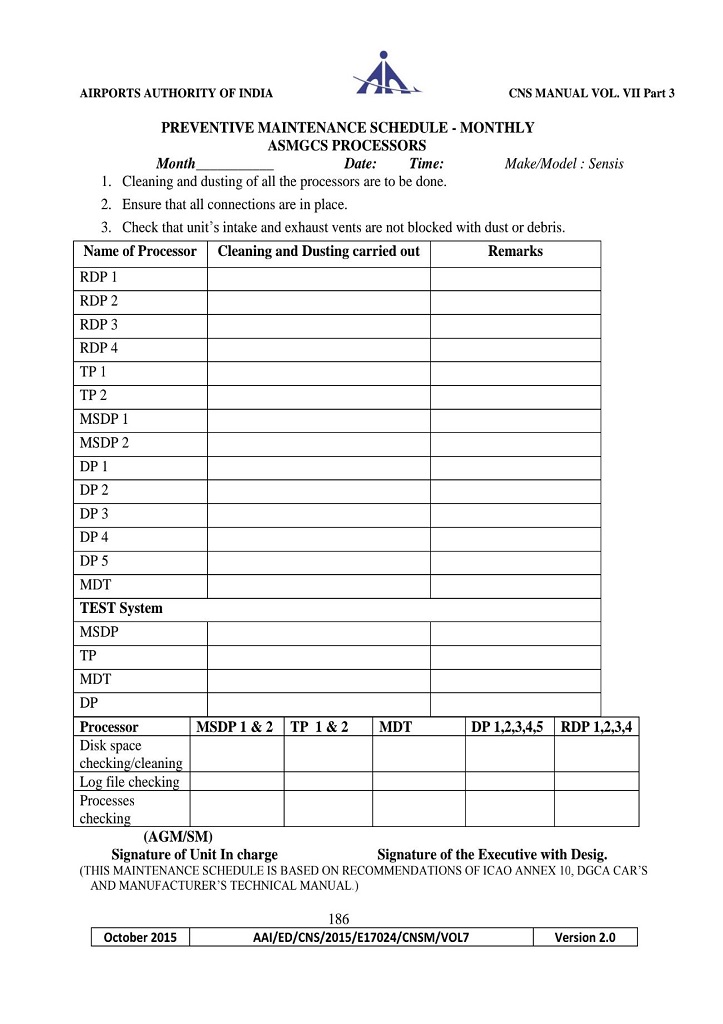 AIRPORTS AUTHORITY OF INDIA CNS MANUAL VOL. VII Part 3
PREVENTIVE MAINTENANCE SCHEDULE - MONTHLY
ASMGCS PROCESSORS
Month__________ Date: Time: Make/Model : Sensis
1. Cleaning and dusting of all the processors are to be done.
2. Ensure that all connections are in place.
3. Check that unit's intake and exhaust vents are not blocked with dust or debris.
Name of Processor Cleaning and Dusting carried out Remarks
RDP 1
RDP 2
RDP 3
RDP 4
TP 1
TP 2
MSDP 1
MSDP 2
DP 1
DP 2
DP 3
DP 4
DP 5
MDT
TEST System
MSDP
TP
MDT
DP
Processor MSDP 1 & 2 TP 1 & 2 MDT DP 1,2,3,4,5 RDP 1,2,3,4
Disk space
checking/cleaning
Log file checking
Processes
checking
(AGM/SM)
Signature of Unit In charge Signature of the Executive with Desig.
(THIS MAINTENANCE SCHEDULE IS BASED ON RECOMMENDATIONS OF ICAO ANNEX 10, DGCA CAR'S
AND MANUFACTURER'S TECHNICAL MANUAL.)
186
October 2015 AAI/ED/CNS/2015/E17024/CNSM/VOL7 Version 2.0